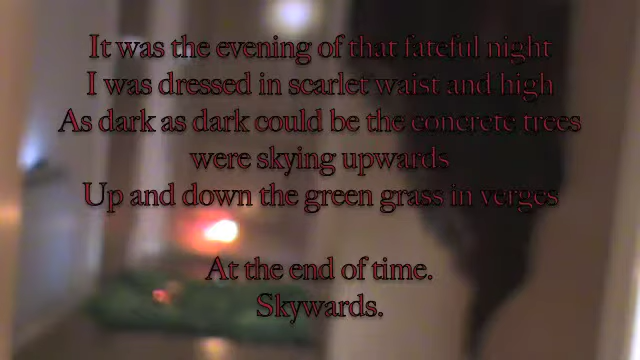 It was the evening of that fateful night
I was dressed in scarlet waist and high
As dark as dark could be the concrete trees
were skying upwards
Up and down the green grass in verges
At the end of time.
Skywards.